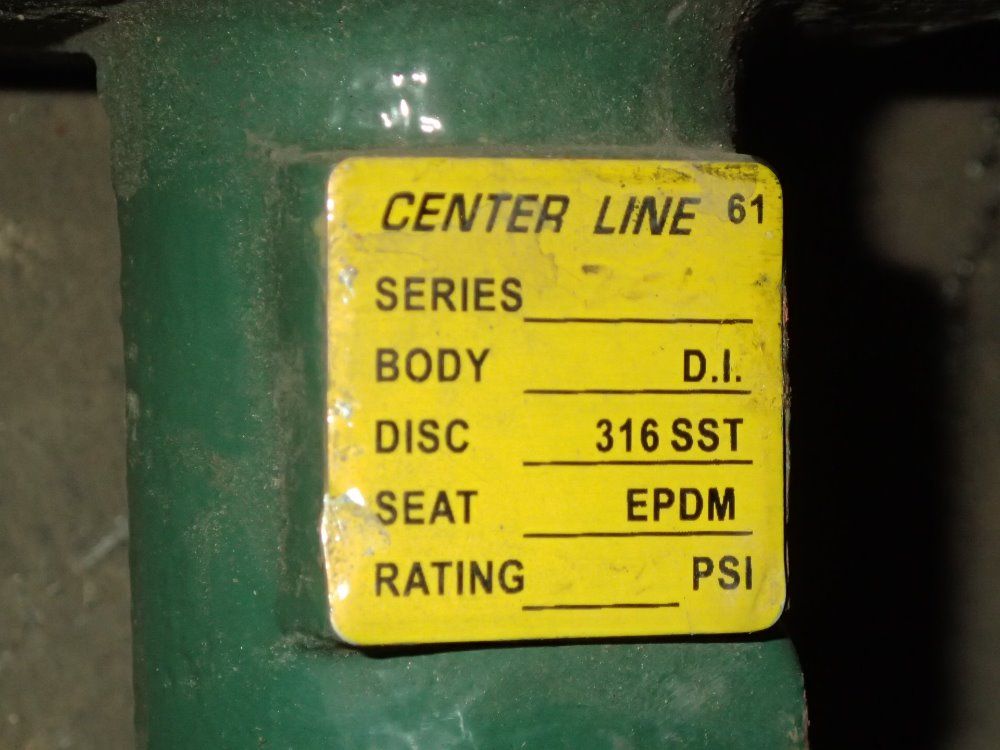 CENTER LINE 61
SERIES
BODY D.I.
DISC 316 SST
SEAT EPDM
RATING PSI